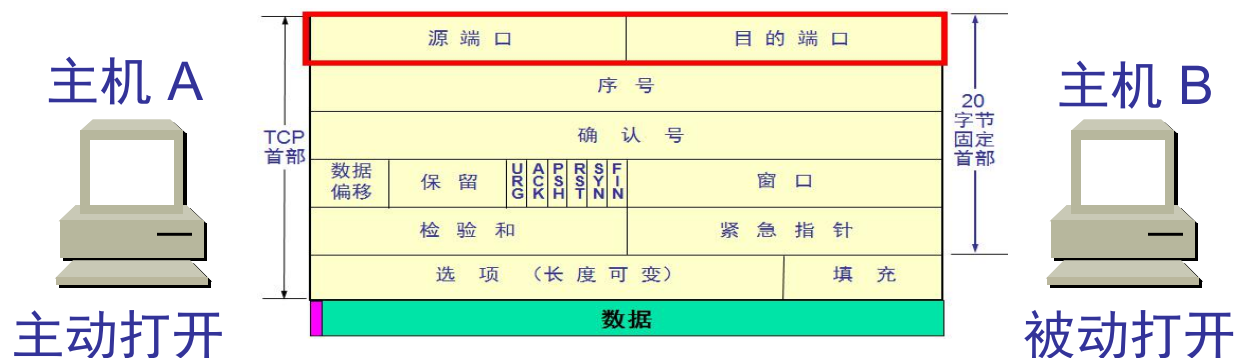 源端口 目的端口
主机 A
序号
主机 B
20
字节
固定
首部
TCP
首部
确认号
数据
偏移
保留
URG
ACK
PSH
RST
SYN
FIN
窗口
检验和 紧急指针
选项 (长度可变) 填充
数据
主动打开
被动打开